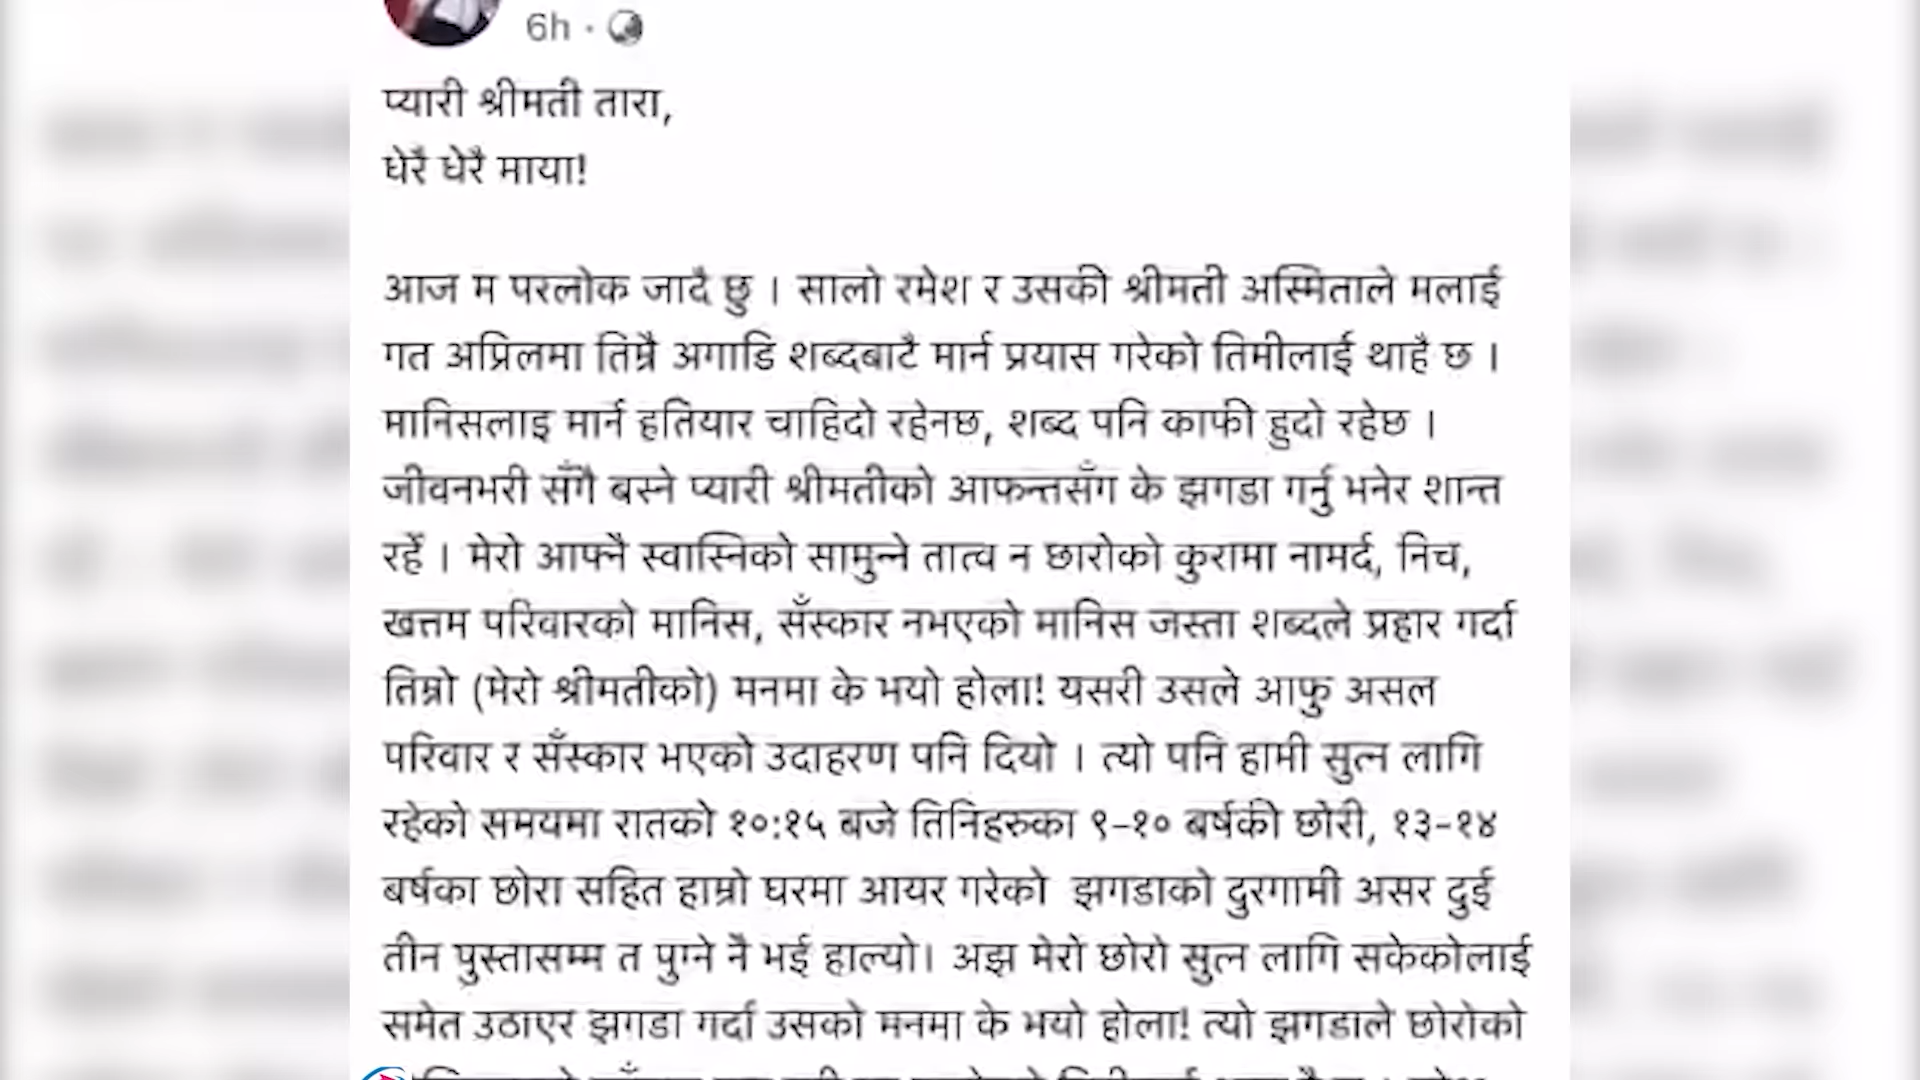 6h ·
प्यारी श्रीमती तारा,
धेरै धेरै माया!
आज म परलोक जादै छु । सालो रमेश र उसकी श्रीमती अस्मिताले मलाई
गत अप्रिलमा तिम्रै अगाडि शब्दबाटै मार्न प्रयास गरेको तिमीलाई थाहै छ ।
मानिसलाइ मार्न हतियार चाहिदो रहेनछ, शब्द पनि काफी हुदो रहेछ ।
जीवनभरी सँगै बस्ने प्यारी श्रीमतीको आफन्तसँग के झगडा गर्नु भनेर शान्त
रहेँ । मेरो आफ्नै स्वास्निको सामुन्ने तात्व न छारोको कुरामा नामर्द, निच,
खत्तम परिवारको मानिस, सँस्कार नभएको मानिस जस्ता शब्दले प्रहार गर्दा
तिम्रो (मेरो श्रीमतीको) मनमा के भयो होला! यसरी उसले आफु असल
परिवार र सँस्कार भएको उदाहरण पनि दियो । त्यो पनि हामी सुत्न लागि
रहेको समयमा रातको १०:१५ बजे तिनिहरुका ९-१० बर्षकी छोरी, १३-१४
बर्षका छोरा सहित हाम्रो घरमा आयर गरेको झगडाको दुरगामी असर दुई
तीन पुस्तासम्म त पुग्ने नै भई हाल्यो। अझ मेरो छोरो सुत्न लागि सकेकोलाई
समेत उठाएर झगडा गर्दा उसको मनमा के भयो होला! त्यो झगडाले छोरोको